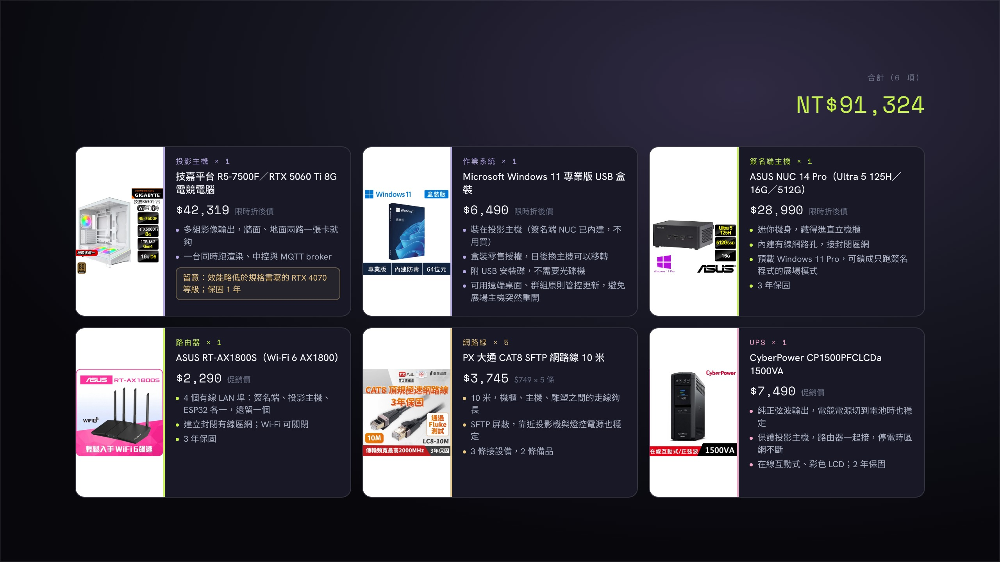 合計 (6 項)
NT$91,324
投影主機 × 1
技嘉平台 R5-7500F／RTX 5060 Ti 8G
電競電腦
$42,319 限時折後價
多組影像輸出，牆面、地面兩路一張卡就
夠
一台同時跑渲染、中控與 MQTT broker
留意：效能略低於規格書寫的 RTX 4070
等級；保固 1 年
POWERED BY
GIGABYTE
技嘉B650平台
WiFi
R5-7500F
RTX5060Ti
8G
1TB M.2
Gen4
16G D5
機殼多選一
80
PLUS
BRONZE
作業系統 × 1
Microsoft Windows 11 專業版 USB 盒
裝
$6,490 限時折後價
裝在投影主機（簽名端 NUC 已內建，不
用買）
盒裝零售授權，日後換主機可以移轉
附 USB 安裝碟，不需要光碟機
可用遠端桌面、群組原則管控更新，避免
展場主機突然重開
Windows 11 盒裝版
Windows 11
專業版
專業版 內建防毒 64位元
簽名端主機 × 1
ASUS NUC 14 Pro（Ultra 5 125H／
16G／512G）
$28,990 限時折後價
迷你機身，藏得進直立機櫃
內建有線網路孔，接封閉區網
預載 Windows 11 Pro，可鎖成只跑簽名
程式的展場模式
3 年保固
ASUS
Ultra 5
125H
512GSSD
16G
Windows 11 Pro
ASUS
路由器 × 1
ASUS RT-AX1800S（Wi-Fi 6 AX1800）
$2,290 促銷價
4 個有線 LAN 埠：簽名端、投影主機、
ESP32 各一，還留一個
建立封閉有線區網；Wi-Fi 可關閉
3 年保固
ASUS RT-AX1800S
WiFi6
輕鬆入手 WiFi 6飆速
網路線 × 5
PX 大通 CAT8 SFTP 網路線 10 米
$3,745 $749 × 5 條
10 米，機櫃、主機、雕塑之間的走線夠
長
SFTP 屏蔽，靠近投影機與燈控電源也穩
定
3 條接設備，2 條備品
PX 大通 臺灣品牌
官方旗艦店
CAT8 頂規極速網路線
3年保固
通過
Fluke
測試
10M
LC8-10M
傳輸頻寬最高2000MHz 3年保固
UPS × 1
CyberPower CP1500PFCLCDa
1500VA
$7,490 促銷價
純正弦波輸出，電競電源切到電池時也穩
定
保護投影主機，路由器一起接，停電時區
網不斷
在線互動式、彩色 LCD；2 年保固
CyberPower
120
CyberPower
在線互動式/正弦波 1500VA